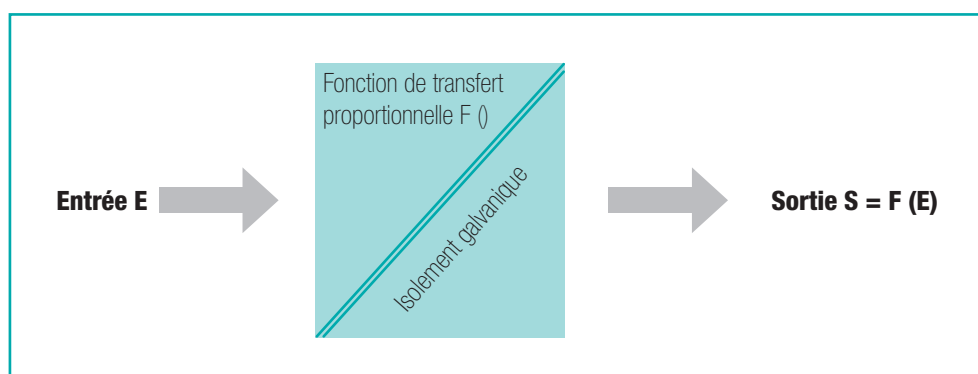 Fonction de transfert
proportionnelle F ()
Entrée E
Isolement galvanique
Sortie S = F (E)